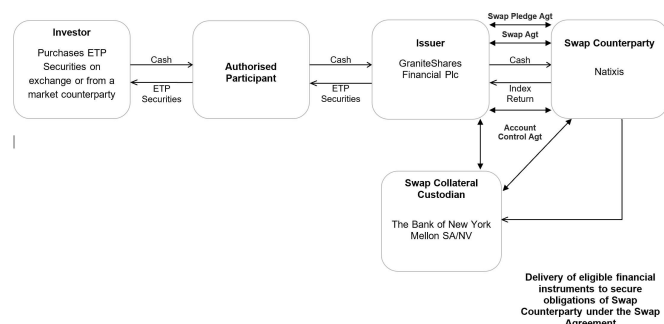 Investor
Purchases ETP
Securities on
exchange or from a
market counterparty
Cash
ETP
Securities
Authorised
Participant
Cash
ETP
Securities
Issuer
GraniteShares
Financial Plc
Swap Pledge Agt
Swap Agt
Cash
Index
Return
Account
Control Agt
Swap Counterparty
Natixis
Swap Collateral
Custodian
The Bank of New York
Mellon SA/NV
Delivery of eligible financial
instruments to secure
obligations of Swap
Counterparty under the Swap
Agreement